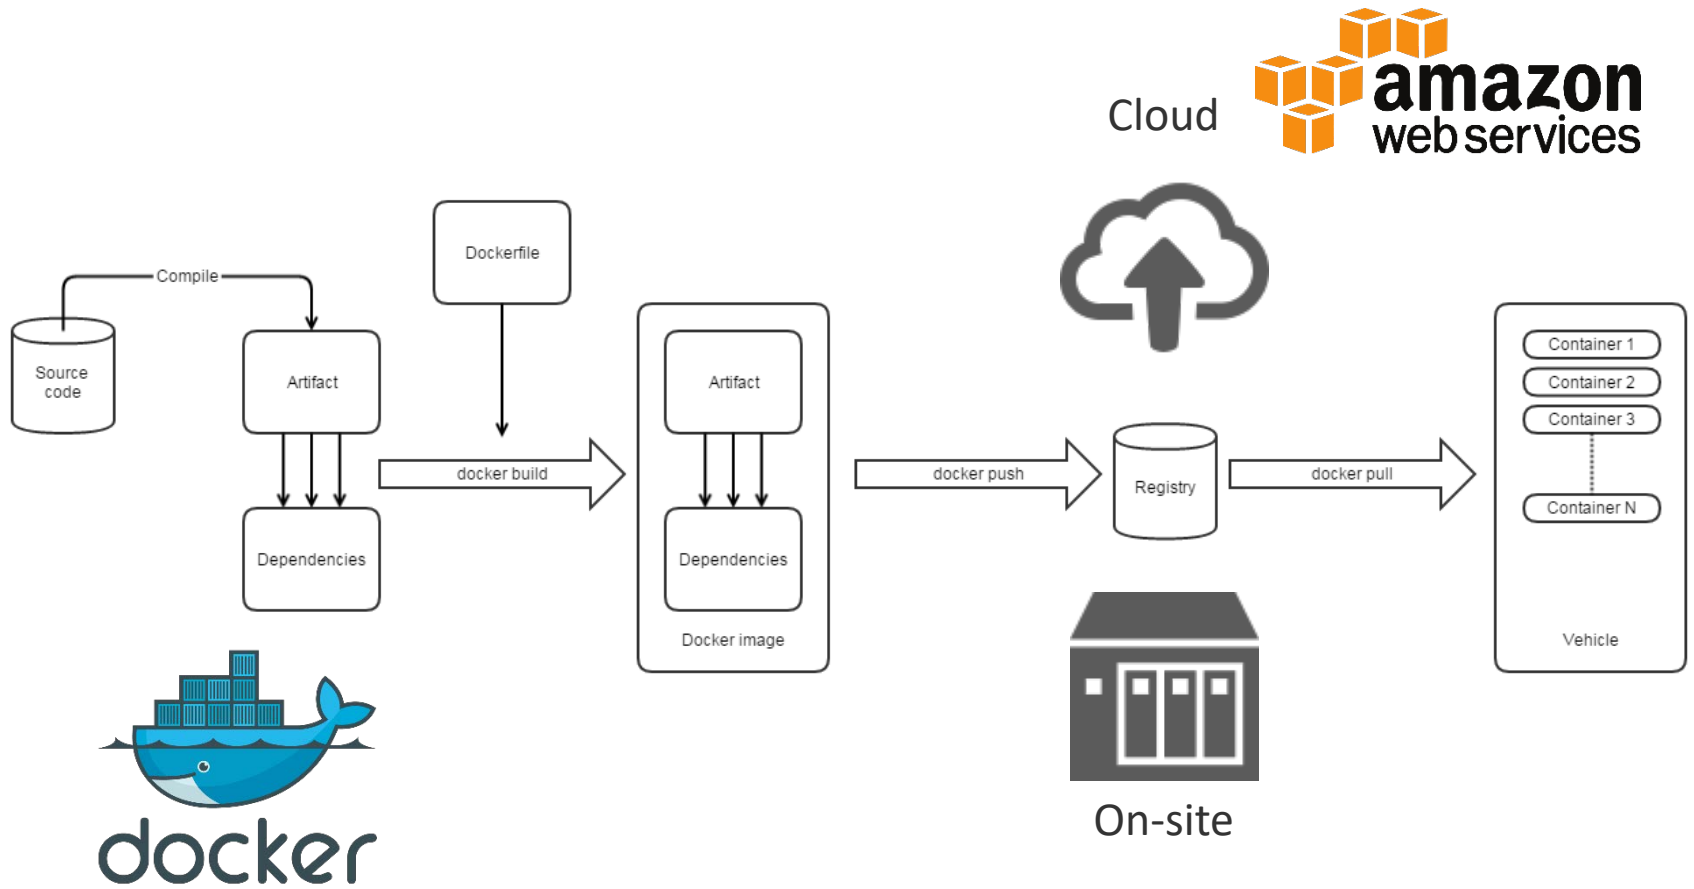 Cloud
amazon
web services
Dockerfile
Compile
Source
code
Artifact
Artifact
Container 1
Container 2
Container 3
docker build
docker push
Registry
docker pull
Container N
Dependencies
Dependencies
Docker image
Vehicle
docker
On-site